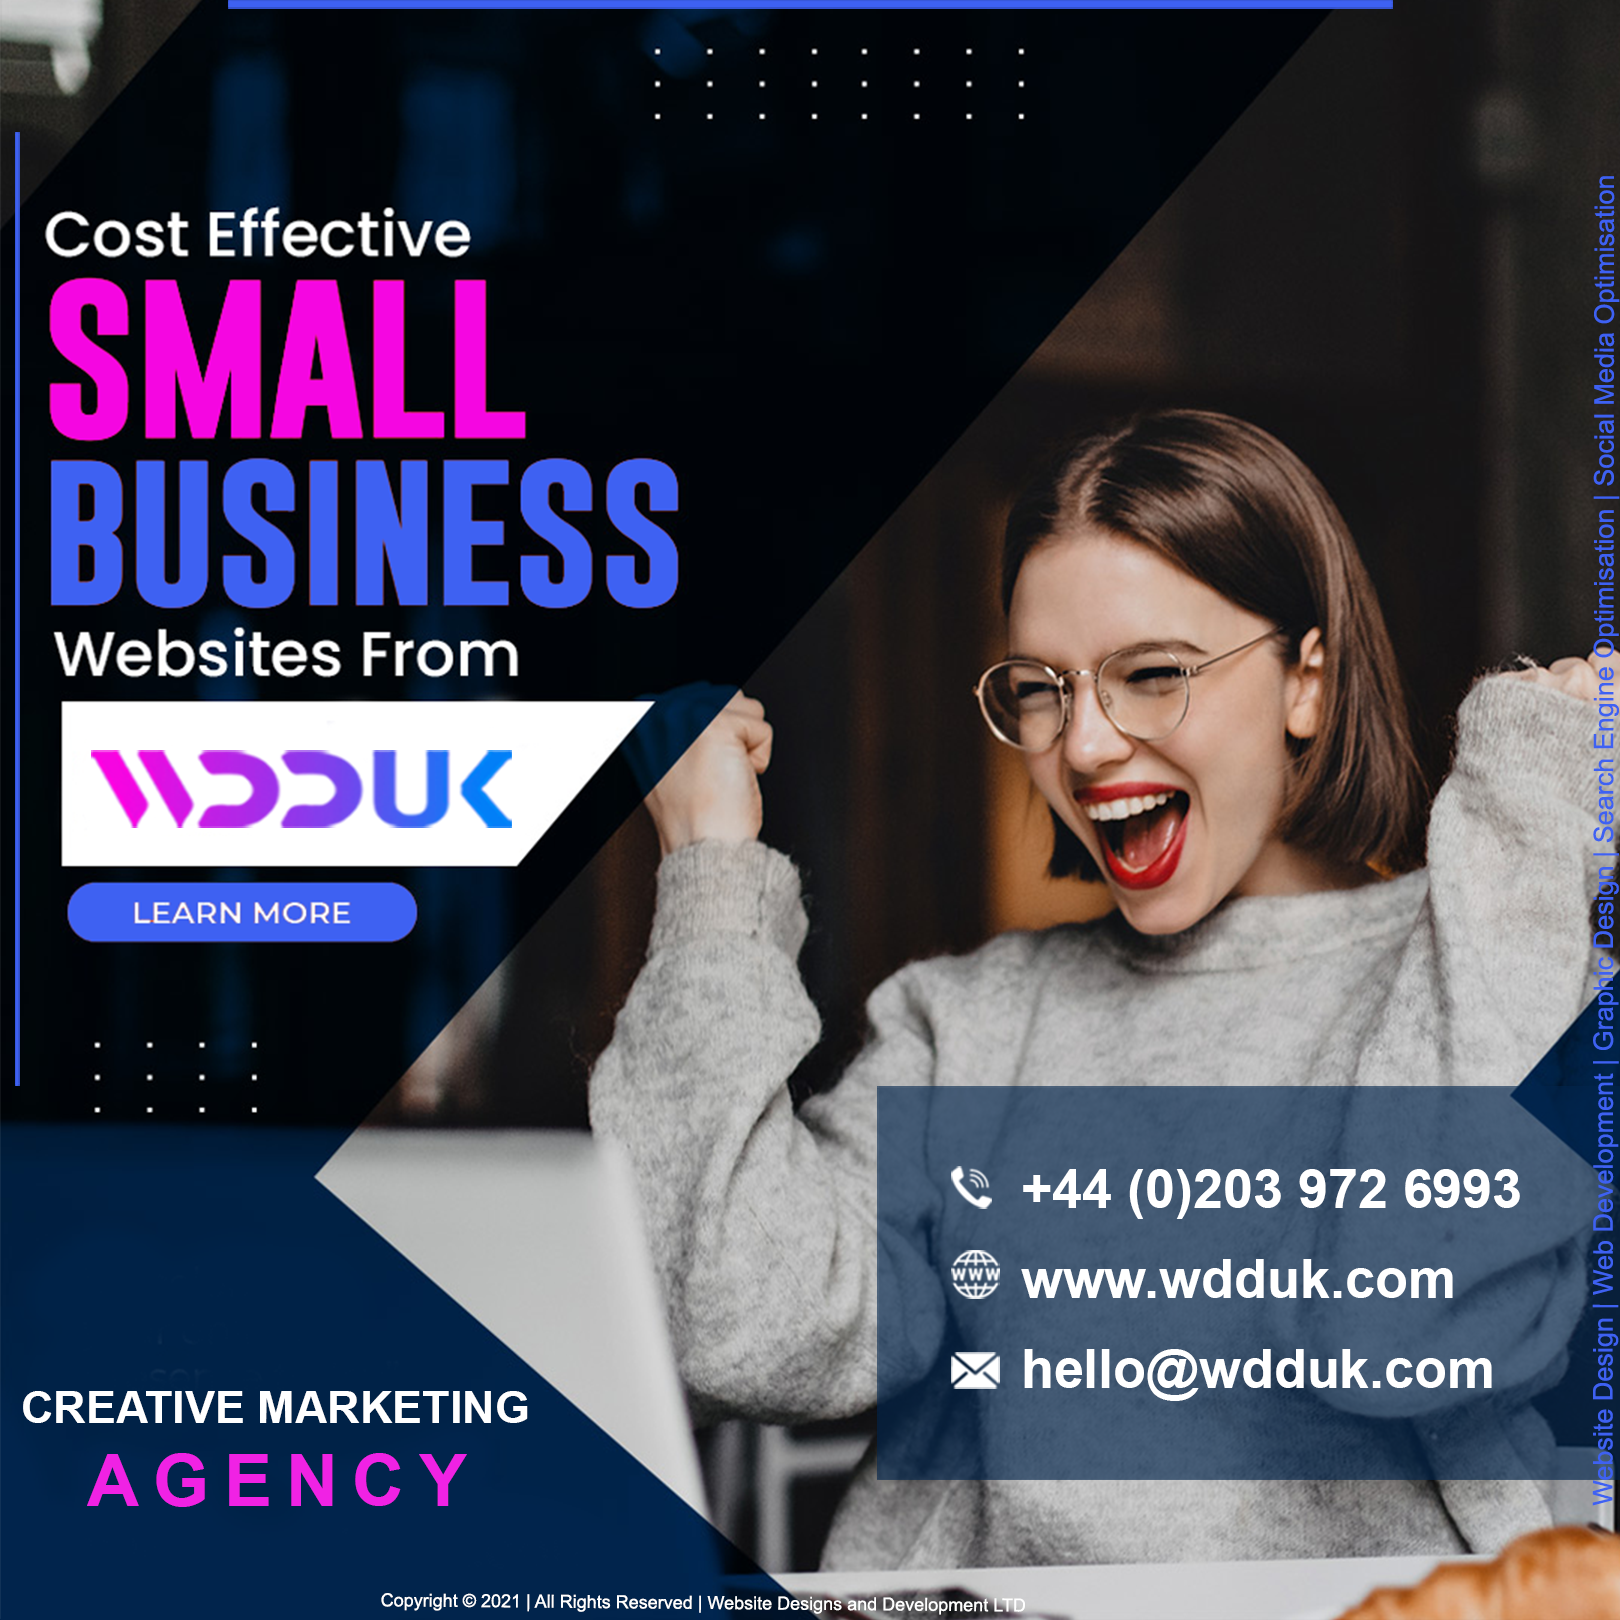 Cost Effective
SMALL
BUSINESS
Websites From
WDDUK
LEARN MORE
+44 (0)203 972 6993
www
www.wdduk.com
hello@wdduk.com
CREATIVE MARKETING
AGENCY
Website Design | Web Development | Graphic Design | Search Engine Optimisation | Social Media Optimisation
Copyright © 2021 | All Rights Reserved | Website Designs and Development LTD